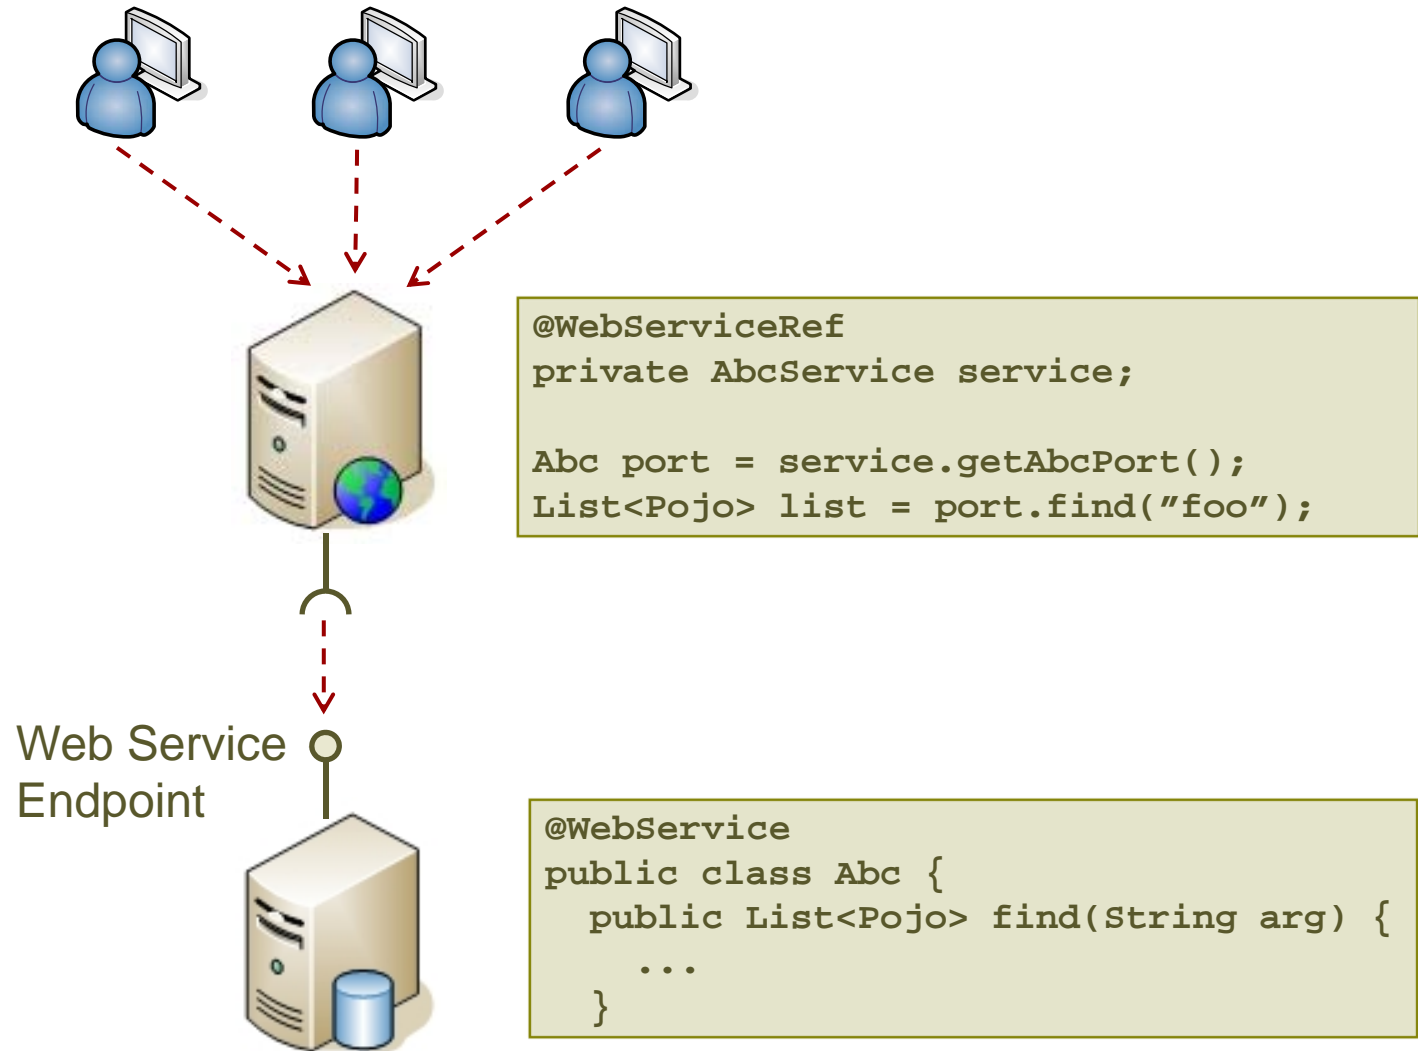 @WebServiceRef
private AbcService service;
Abc port = service.getAbcPort();
List<Pojo> list = port.find(”foo”);
Web Service
Endpoint
@WebService
public class Abc {
  public List<Pojo> find(String arg) {
    ...
  }